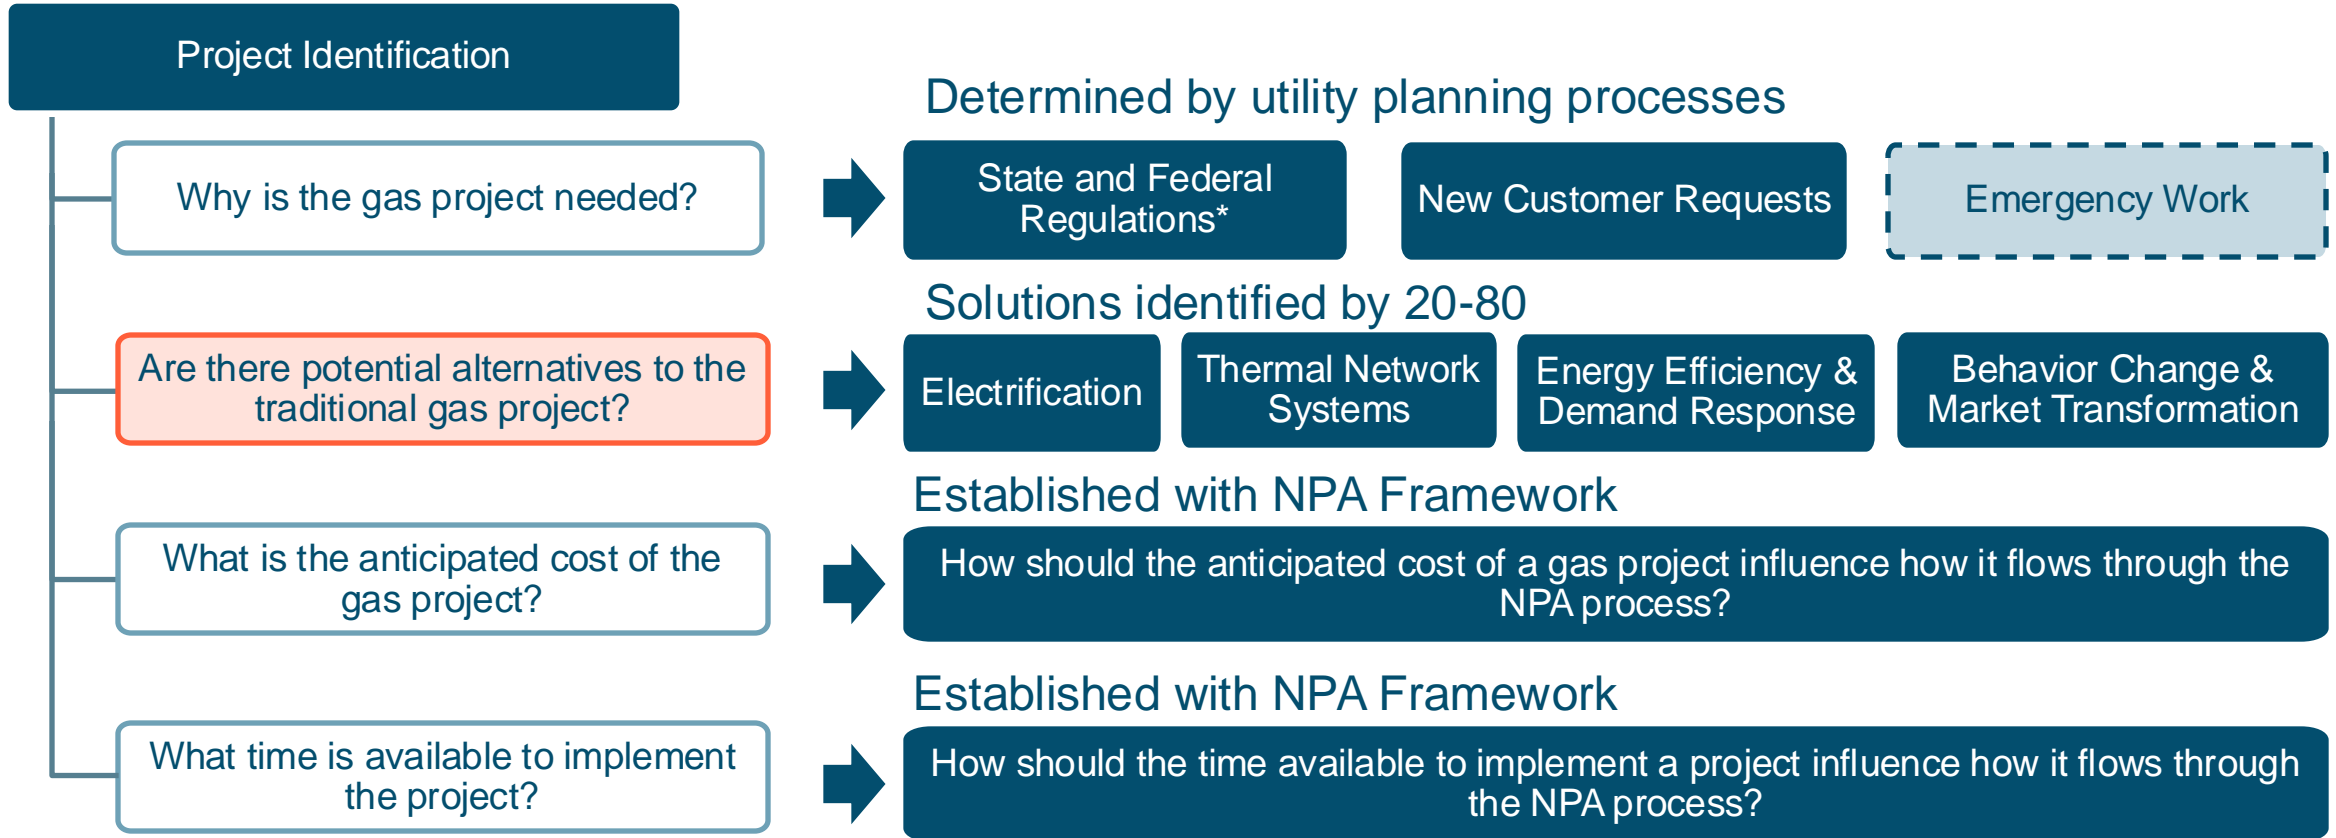 Project Identification
Determined by utility planning processes
Why is the gas project needed?
State and Federal
Regulations*
New Customer Requests
Emergency Work
Solutions identified by 20-80
Are there potential alternatives to the
traditional gas project?
Electrification
Thermal Network
Systems
Energy Efficiency &
Demand Response
Behavior Change &
Market Transformation
Established with NPA Framework
What is the anticipated cost of the
gas project?
How should the anticipated cost of a gas project influence how it flows through the
NPA process?
Established with NPA Framework
What time is available to implement
the project?
How should the time available to implement a project influence how it flows through
the NPA process?